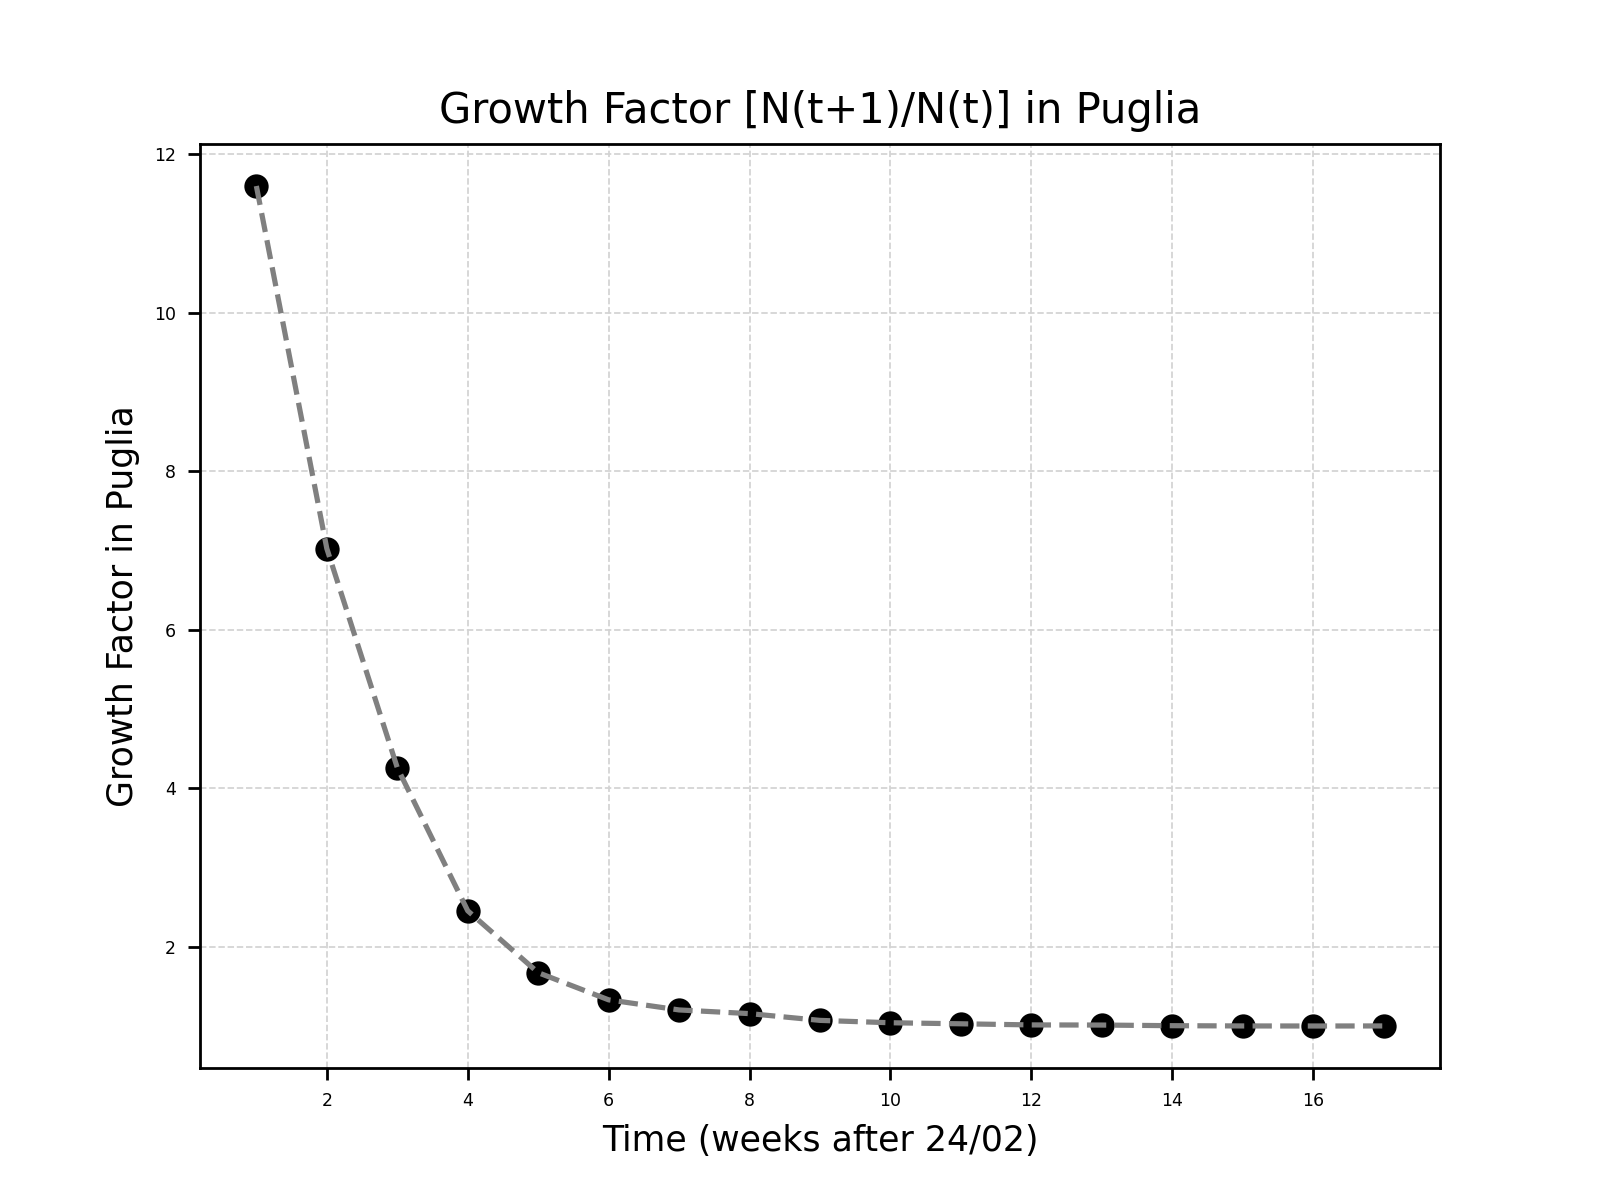 Growth Factor [N(t+1)/N(t)] in Puglia
12
10
8
6
4
2
Growth Factor in Puglia
2 4 6 8 10 12 14 16
Time (weeks after 24/02)